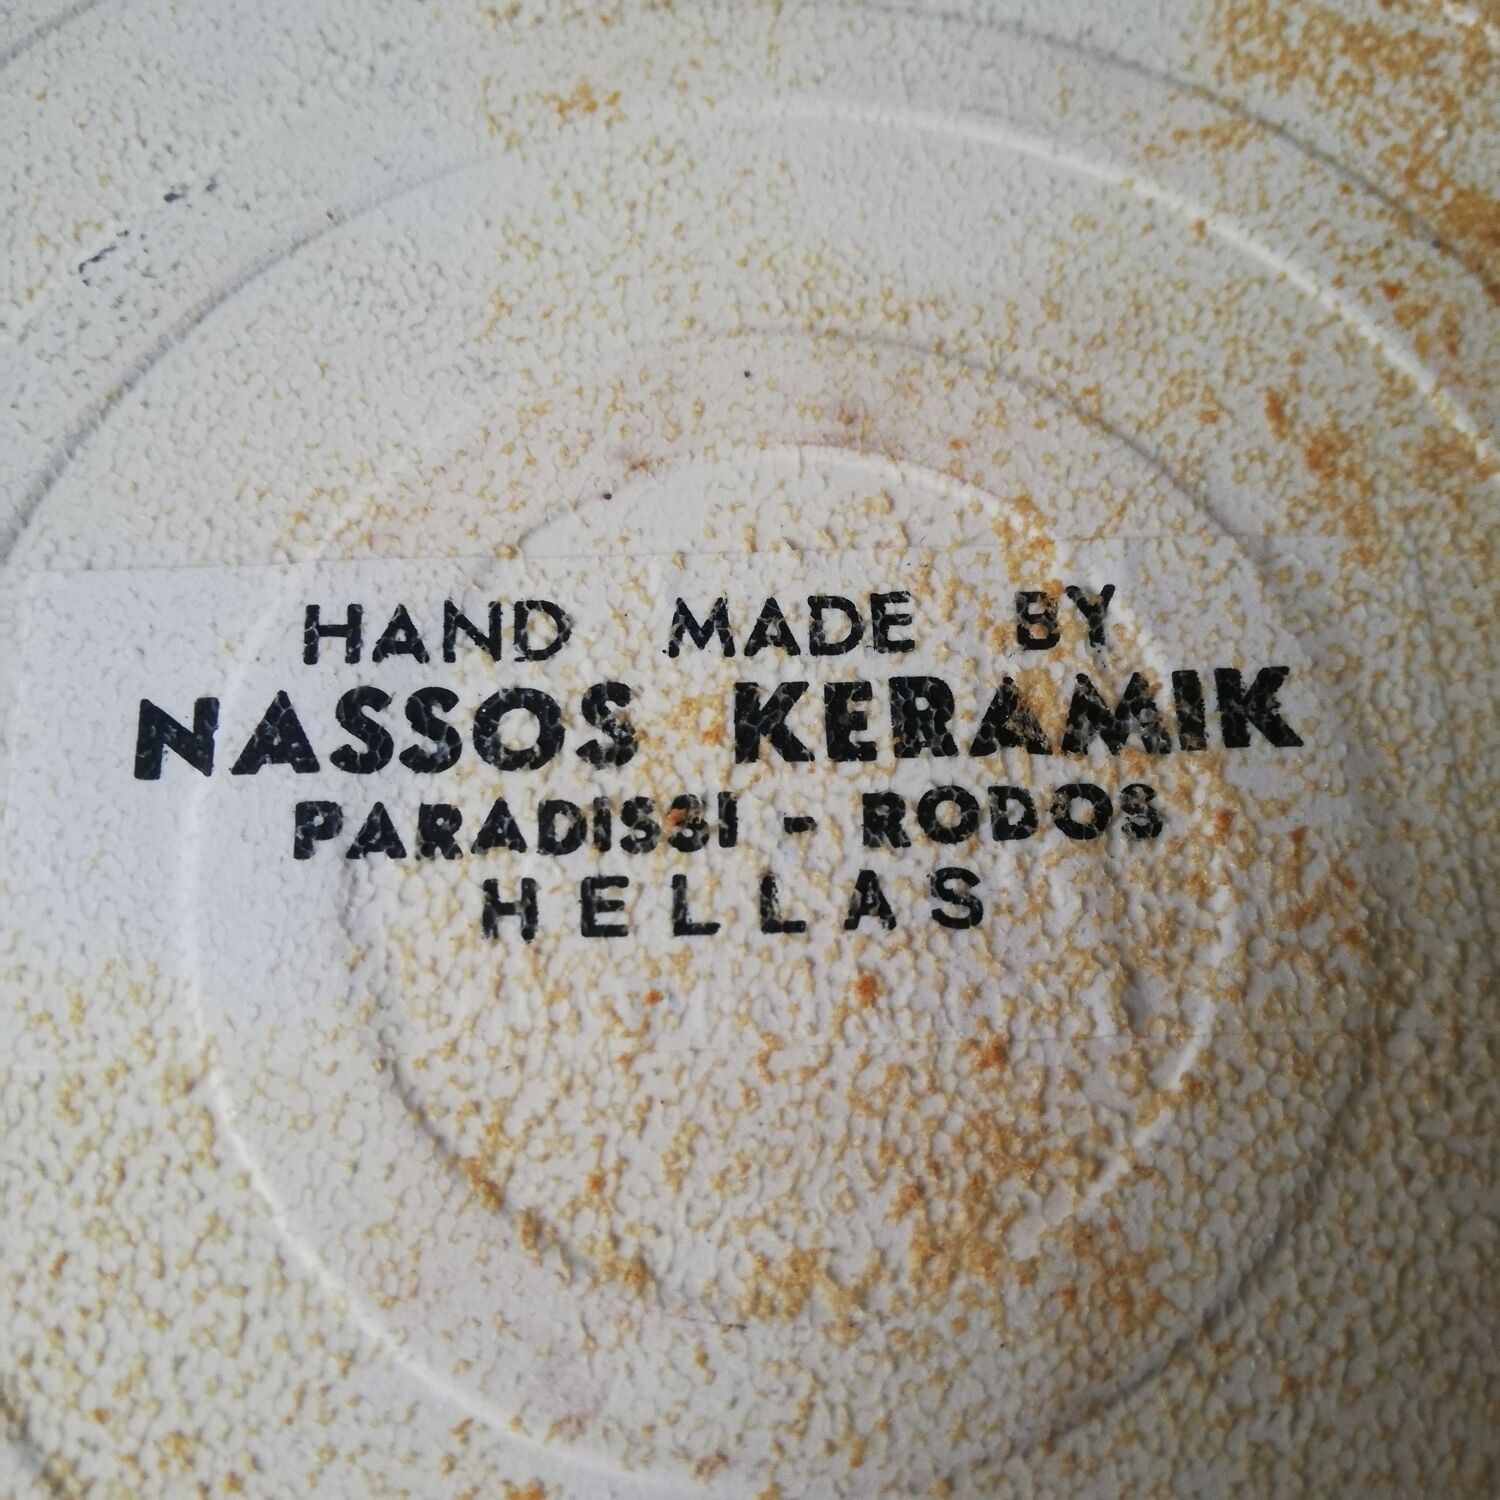 HAND MADE BY
NASSOS KERAMIK
PARADISSI - RODOS
HELLAS